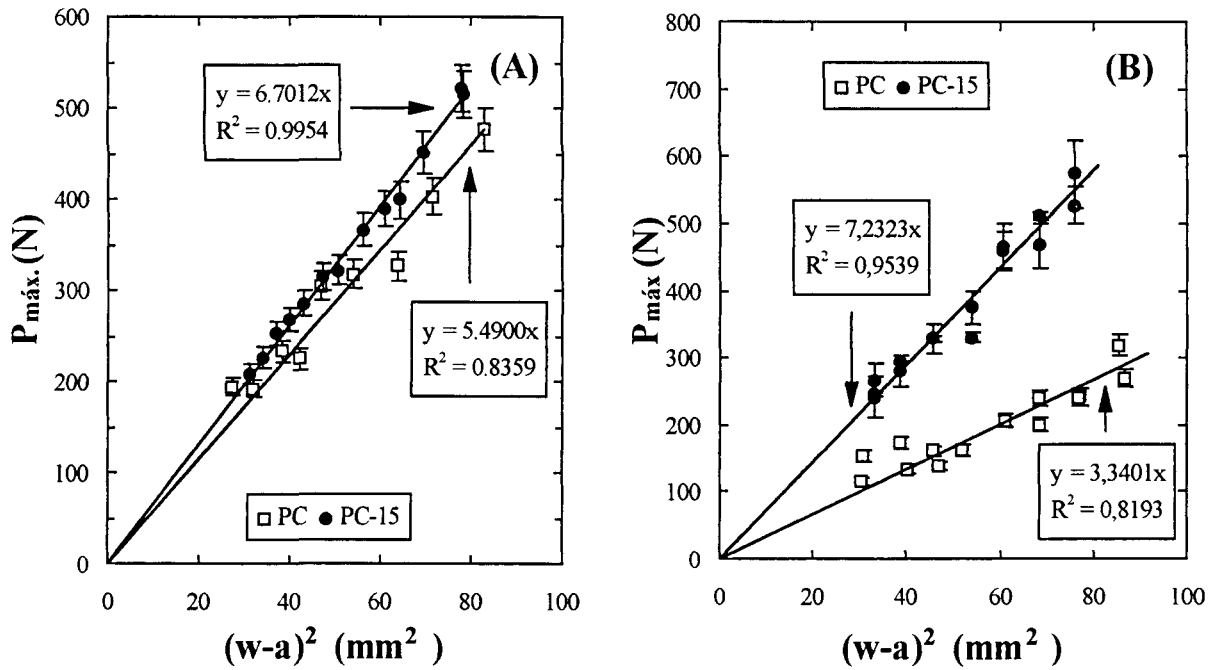 600
500
400
300
200
100
0
P máx. (N)
(A)
y = 6.7012x
R² = 0.9954
y = 5.4900x
R² = 0.8359
□ PC ● PC-15
0 20 40 60 80 100
(w-a)² (mm² )
800
700
600
500
400
300
200
100
0
P máx (N)
(B)
□ PC ● PC-15
y = 7,2323x
R² = 0,9539
y = 3,3401x
R² = 0,8193
0 20 40 60 80 100
(w-a)² (mm² )